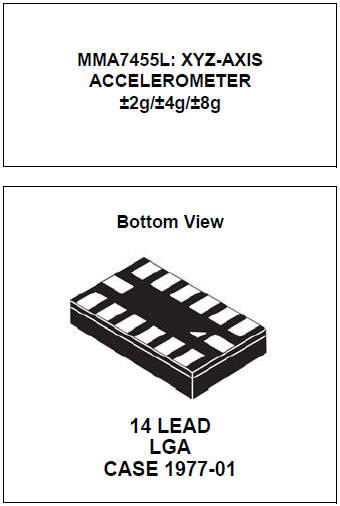 MMA7455L: XYZ-AXIS
ACCELEROMETER
±2g/±4g/±8g
Bottom View
14 LEAD
LGA
CASE 1977-01